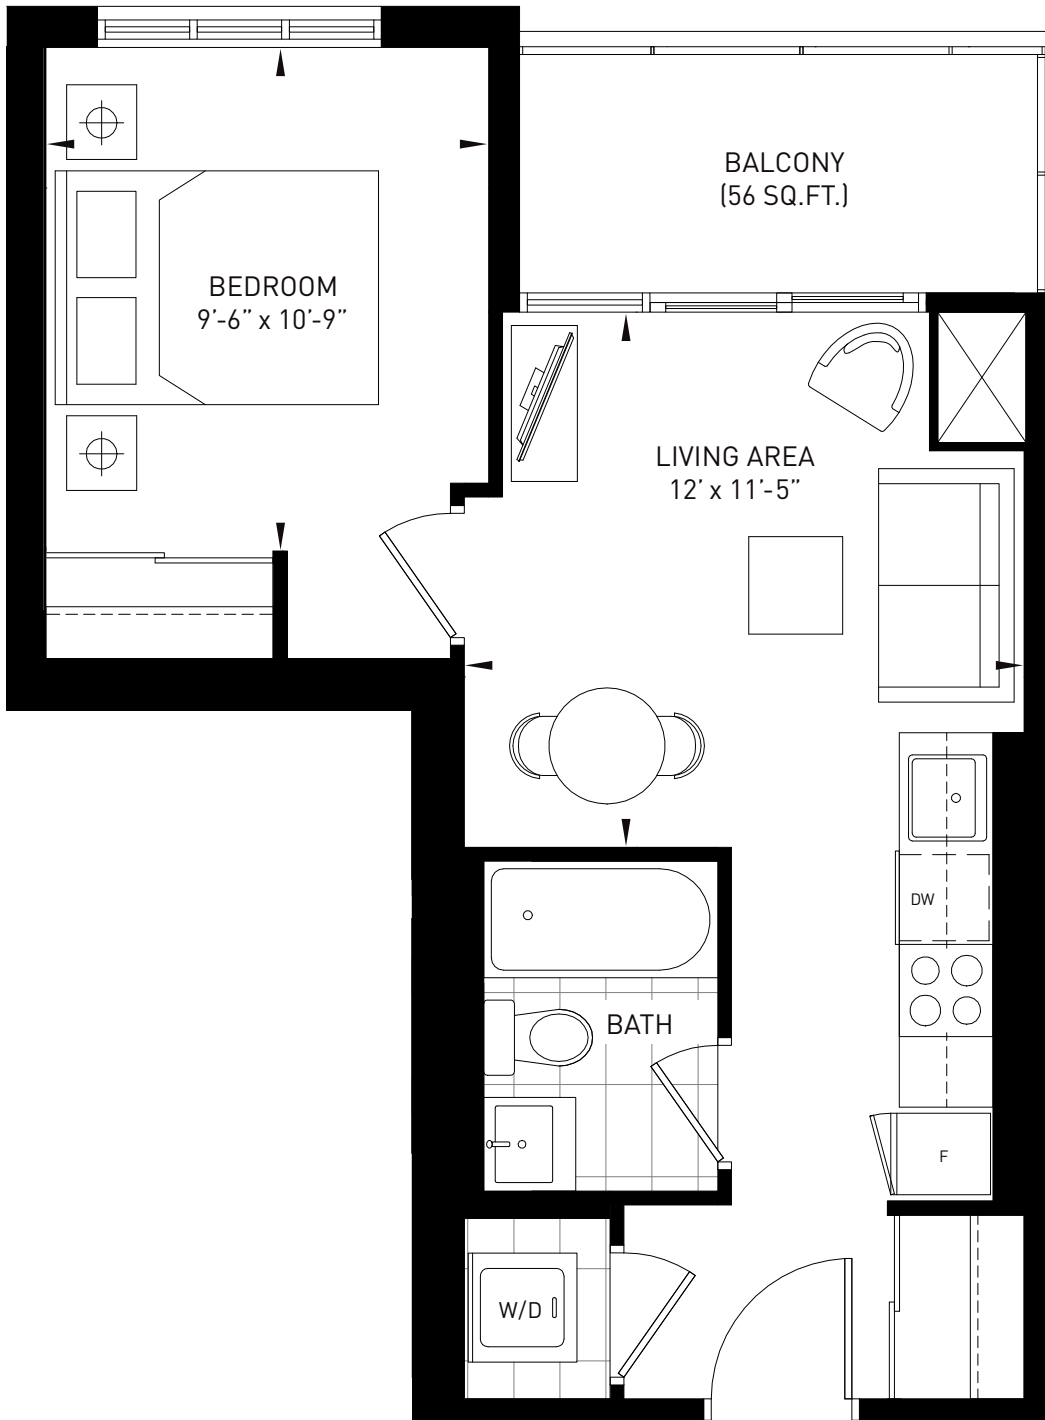 BALCONY
(56 SQ.FT.)
BEDROOM
9’-6” x 10’-9”
LIVING AREA
12’ x 11’-5”
DW
BATH
F
W/D